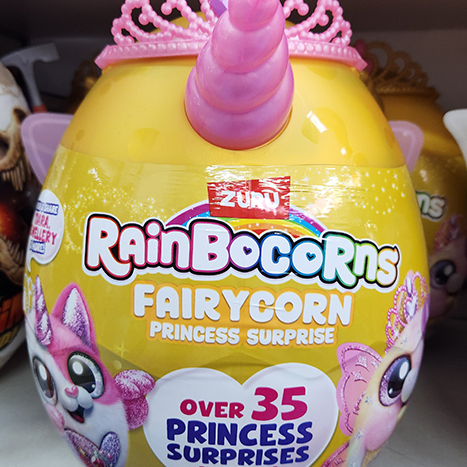 ZURU
RainBocoRns
FAIRYCORN
PRINCESS SURPRISE
OVER 35
PRINCESS
SURPRISES